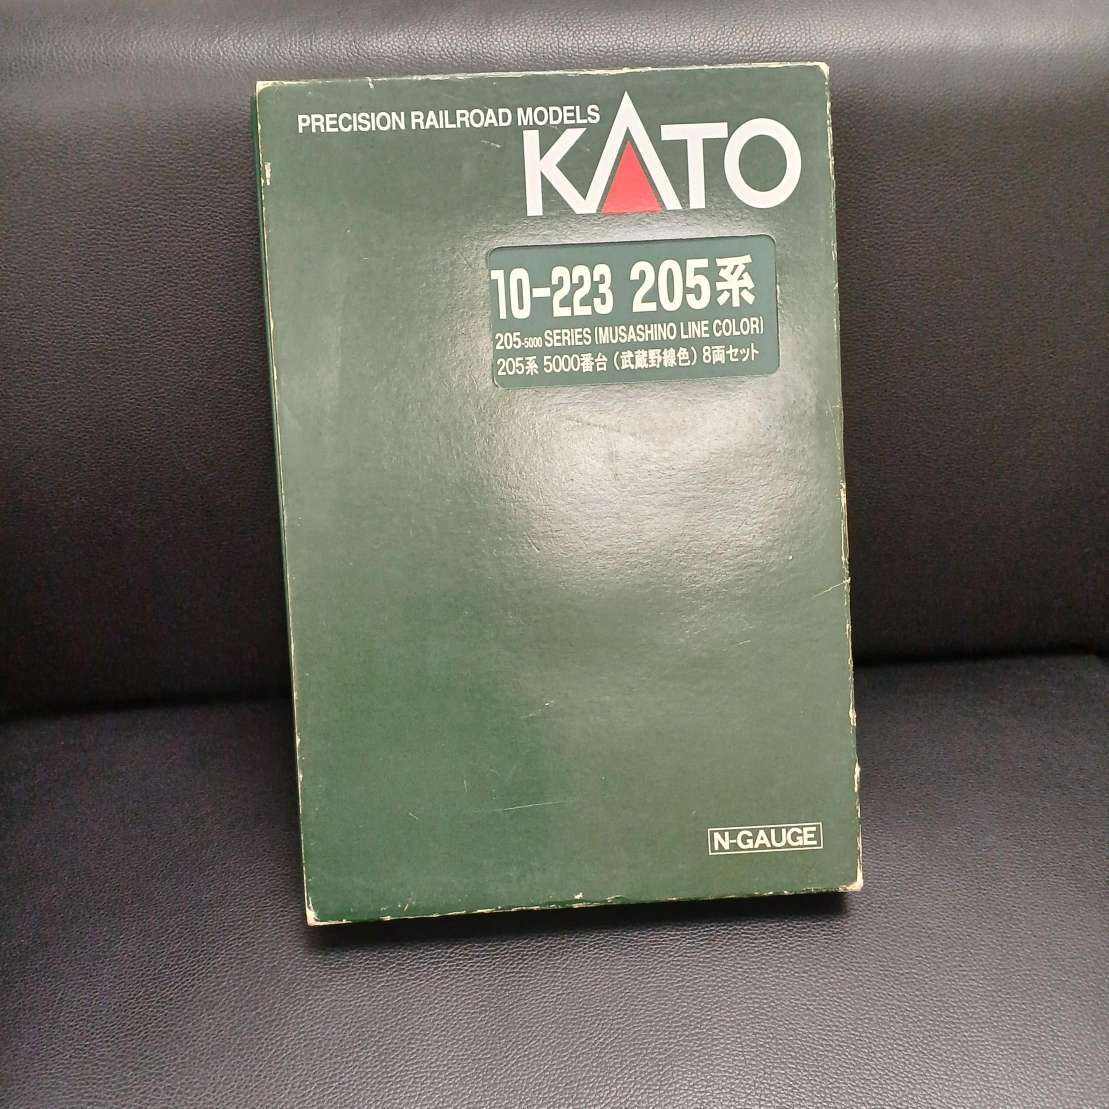 PRECISION RAILROAD MODELS
KATO
10-223 205系
205-5000 SERIES (MUSASHINO LINE COLOR)
205系 5000番台 (武蔵野線色) 8両セット
N-GAUGE